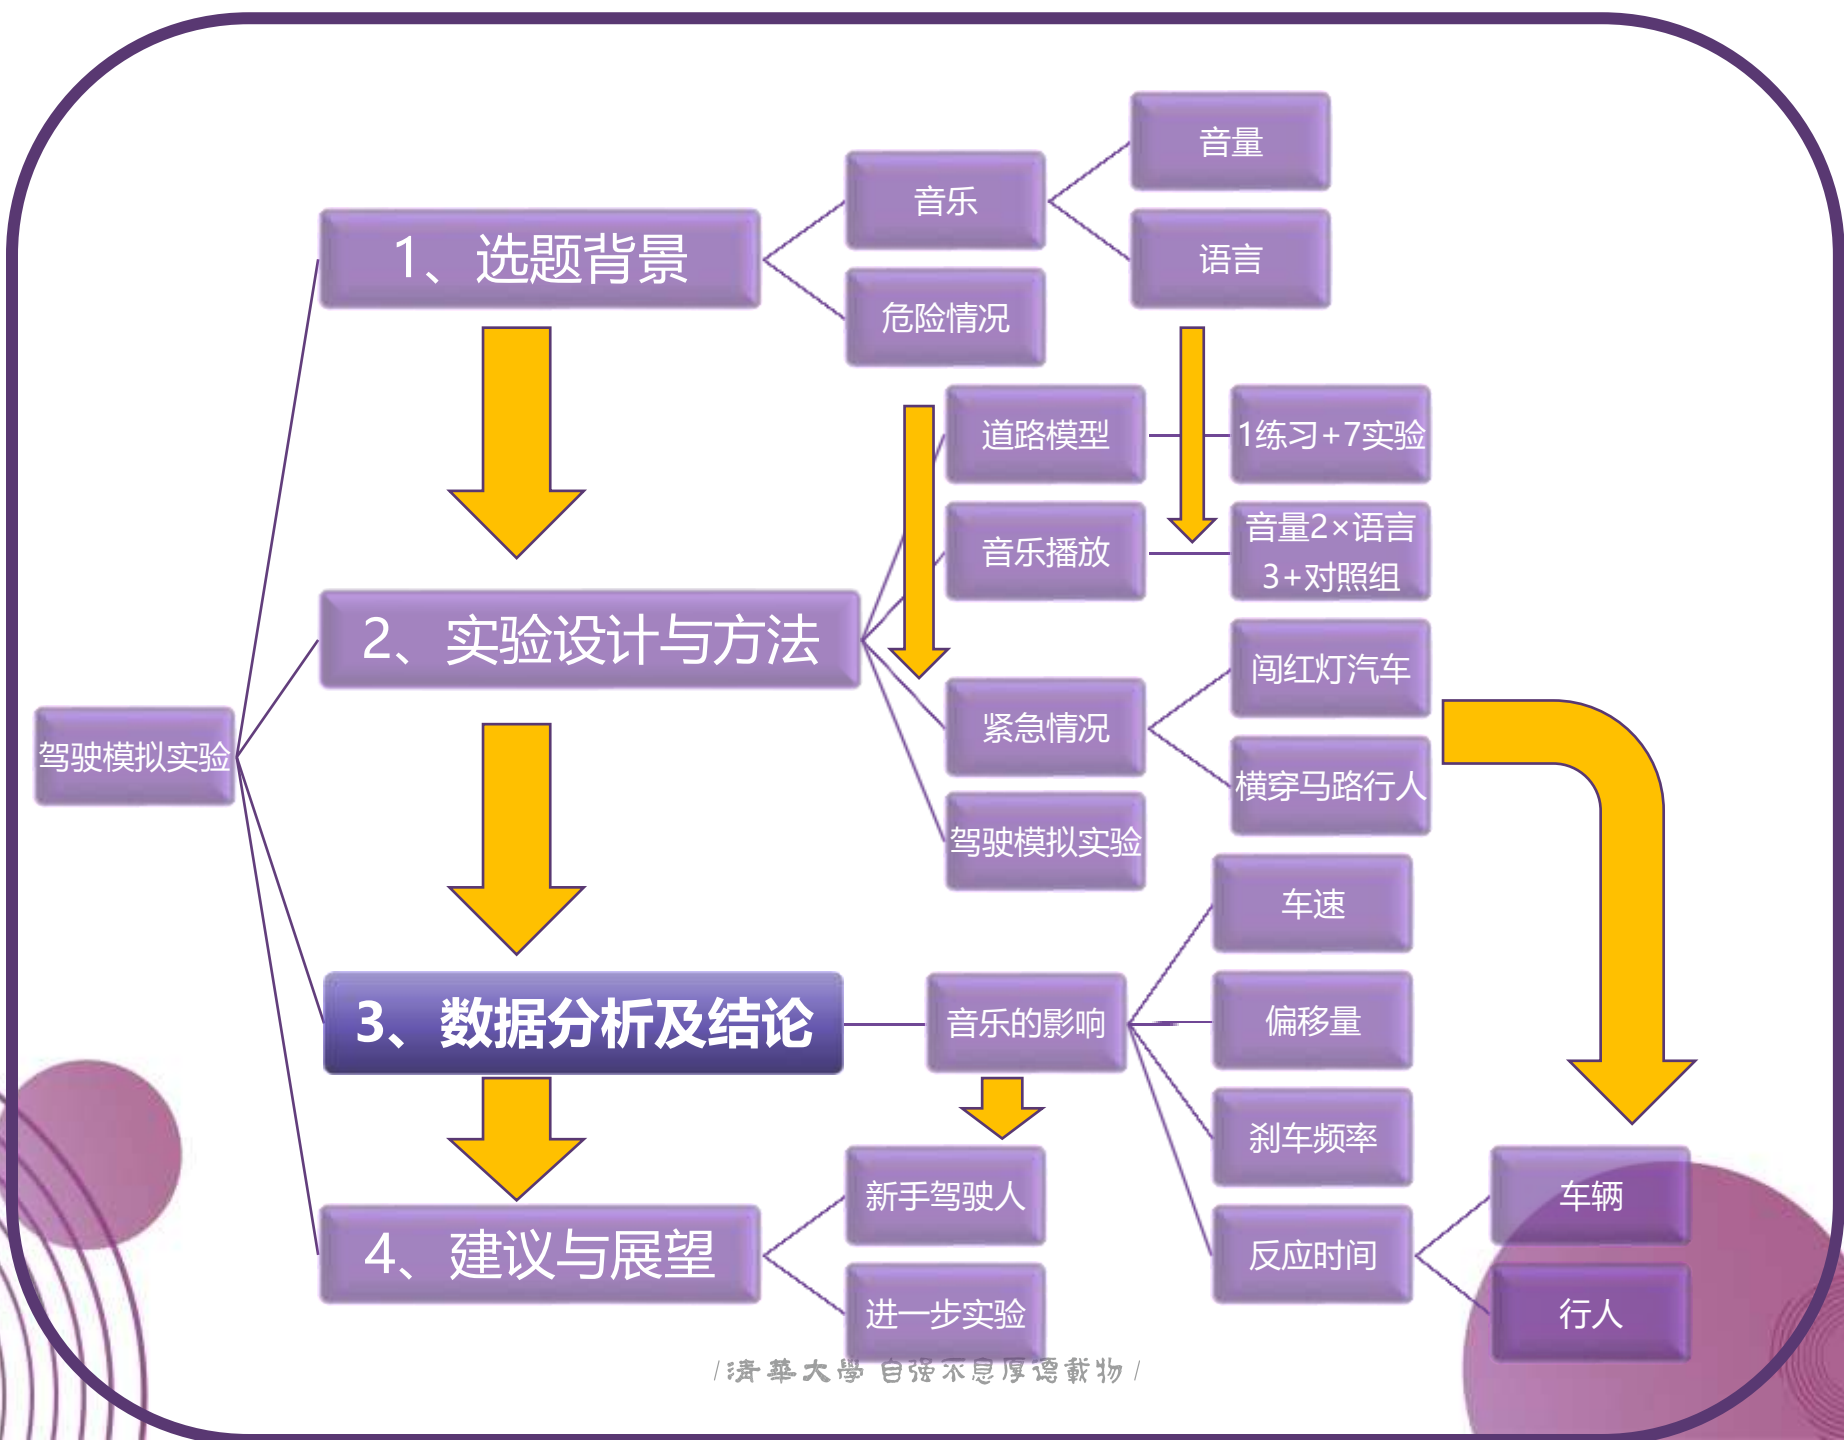 驾驶模拟实验
1、选题背景
音乐
音量
语言
危险情况
2、实验设计与方法
道路模型
1练习+7实验
音乐播放
音量2×语言
3+对照组
紧急情况
闯红灯汽车
横穿马路行人
驾驶模拟实验
3、数据分析及结论
音乐的影响
车速
偏移量
刹车频率
反应时间
车辆
行人
4、建议与展望
新手驾驶人
进一步实验
/清華大學 自强不息厚德載物/